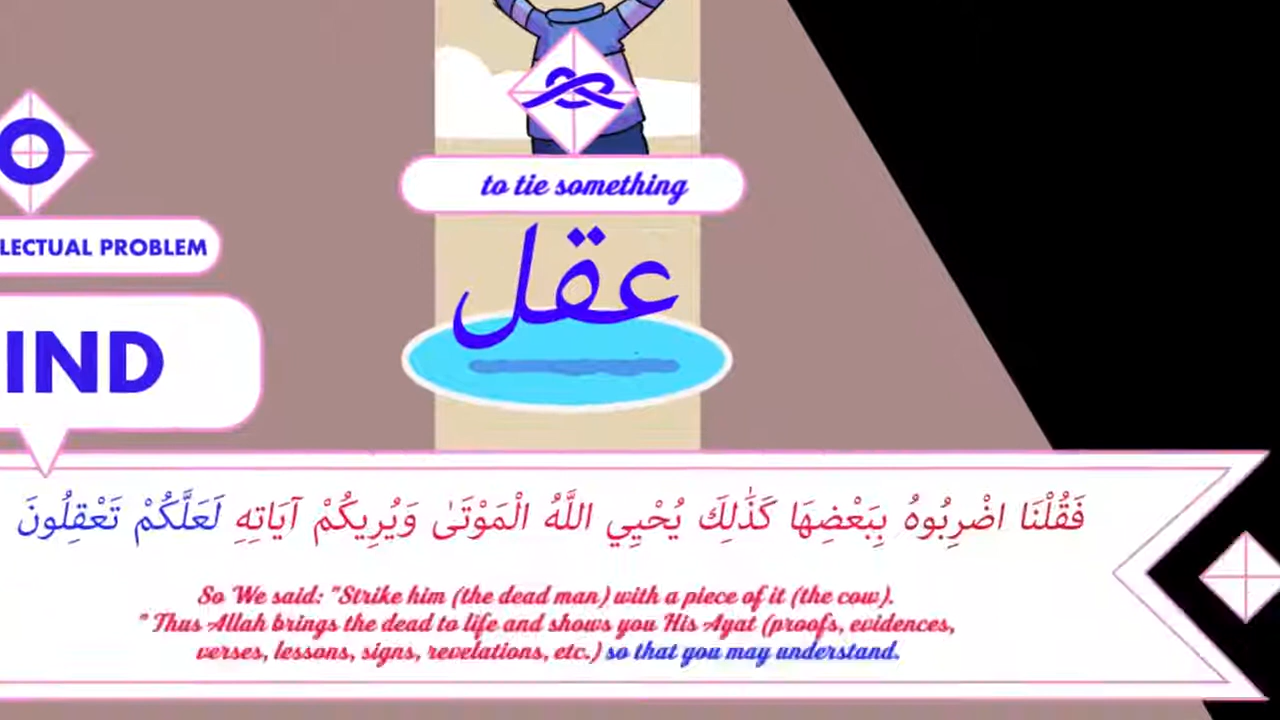 to tie something
عقل
LECTUAL PROBLEM
IND
فَقُلْنَا اضْرِبُوهُ بِبَعْضِهَا كَذَٰلِكَ يُحْيِي اللَّهُ الْمَوْتَىٰ وَيُرِيكُمْ آيَاتِهِ لَعَلَّكُمْ تَعْقِلُونَ
So We said: "Strike him (the dead man) with a piece of it (the cow).
" Thus Allah brings the dead to life and shows you His Ayat (proofs, evidences,
verses, lessons, signs, revelations, etc.) so that you may understand.